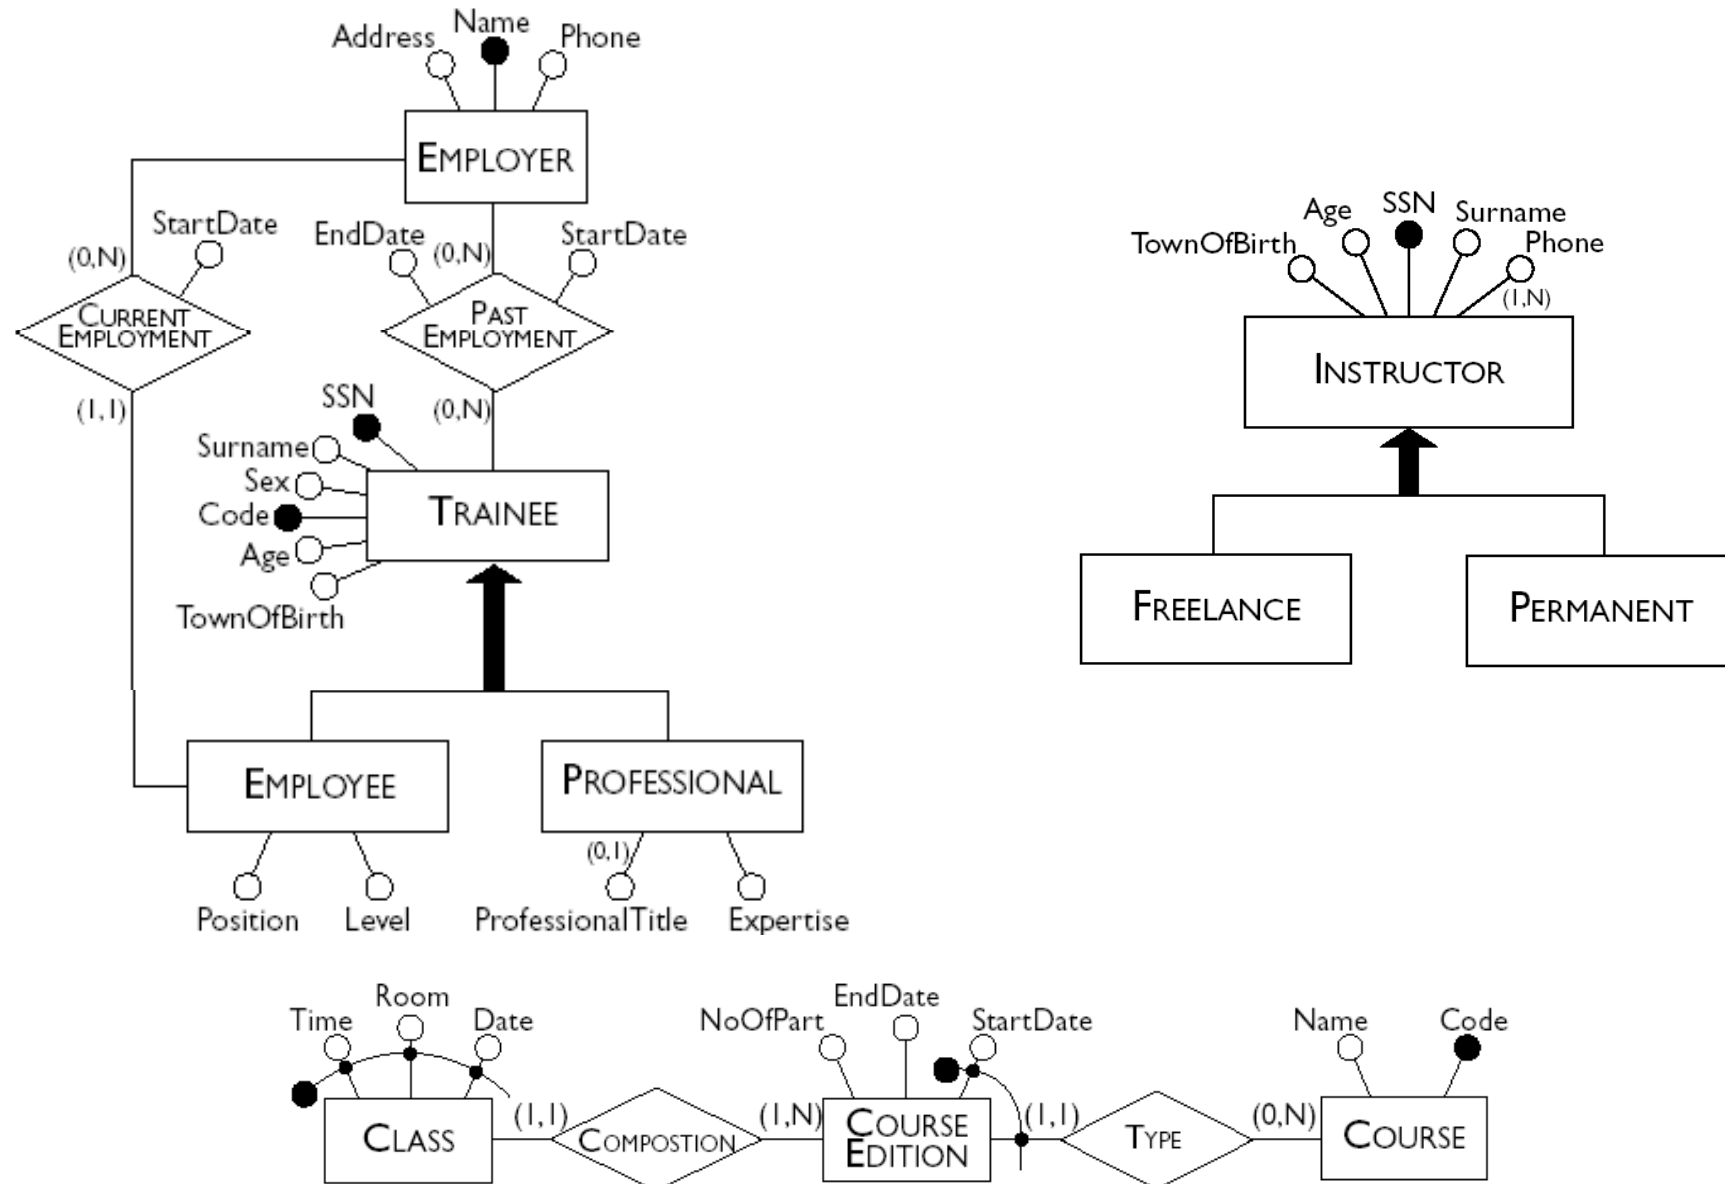 Address
Name
Phone
EMPLOYER
StartDate
EndDate
StartDate
(0,N)
(0,N)
CURRENT
EMPLOYMENT
PAST
EMPLOYMENT
(1,1)
(0,N)
SSN
Surname
Sex
Code
Age
TownOfBirth
TRAINEE
EMPLOYEE
PROFESSIONAL
(0,1)
Position
Level
ProfessionalTitle
Expertise
TownOfBirth
Age
SSN
Surname
Phone
(1,N)
INSTRUCTOR
FREELANCE
PERMANENT
Time
Room
Date
CLASS
(1,1)
COMPOSTION
(1,N)
NoOfPart
EndDate
StartDate
COURSE
EDITION
(1,1)
TYPE
(0,N)
Name
Code
COURSE